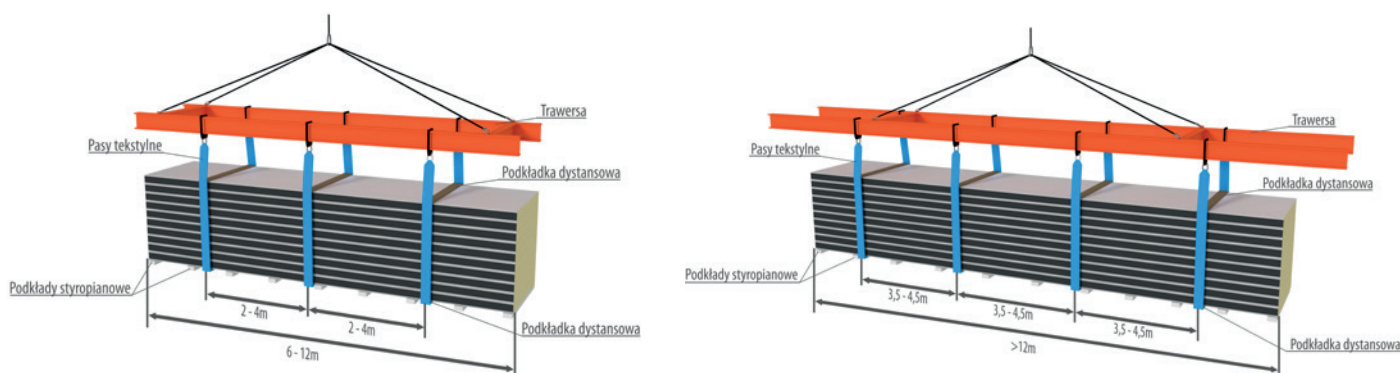 Trawersa
Pasy tekstylne
Podkładka dystansowa
Podkłady styropianowe
2 - 4m
2 - 4m
Podkładka dystansowa
6 - 12m
Trawersa
Pasy tekstylne
Podkładka dystansowa
Podkłady styropianowe
3,5 - 4,5m
3,5 - 4,5m
3,5 - 4,5m
Podkładka dystansowa
>12m